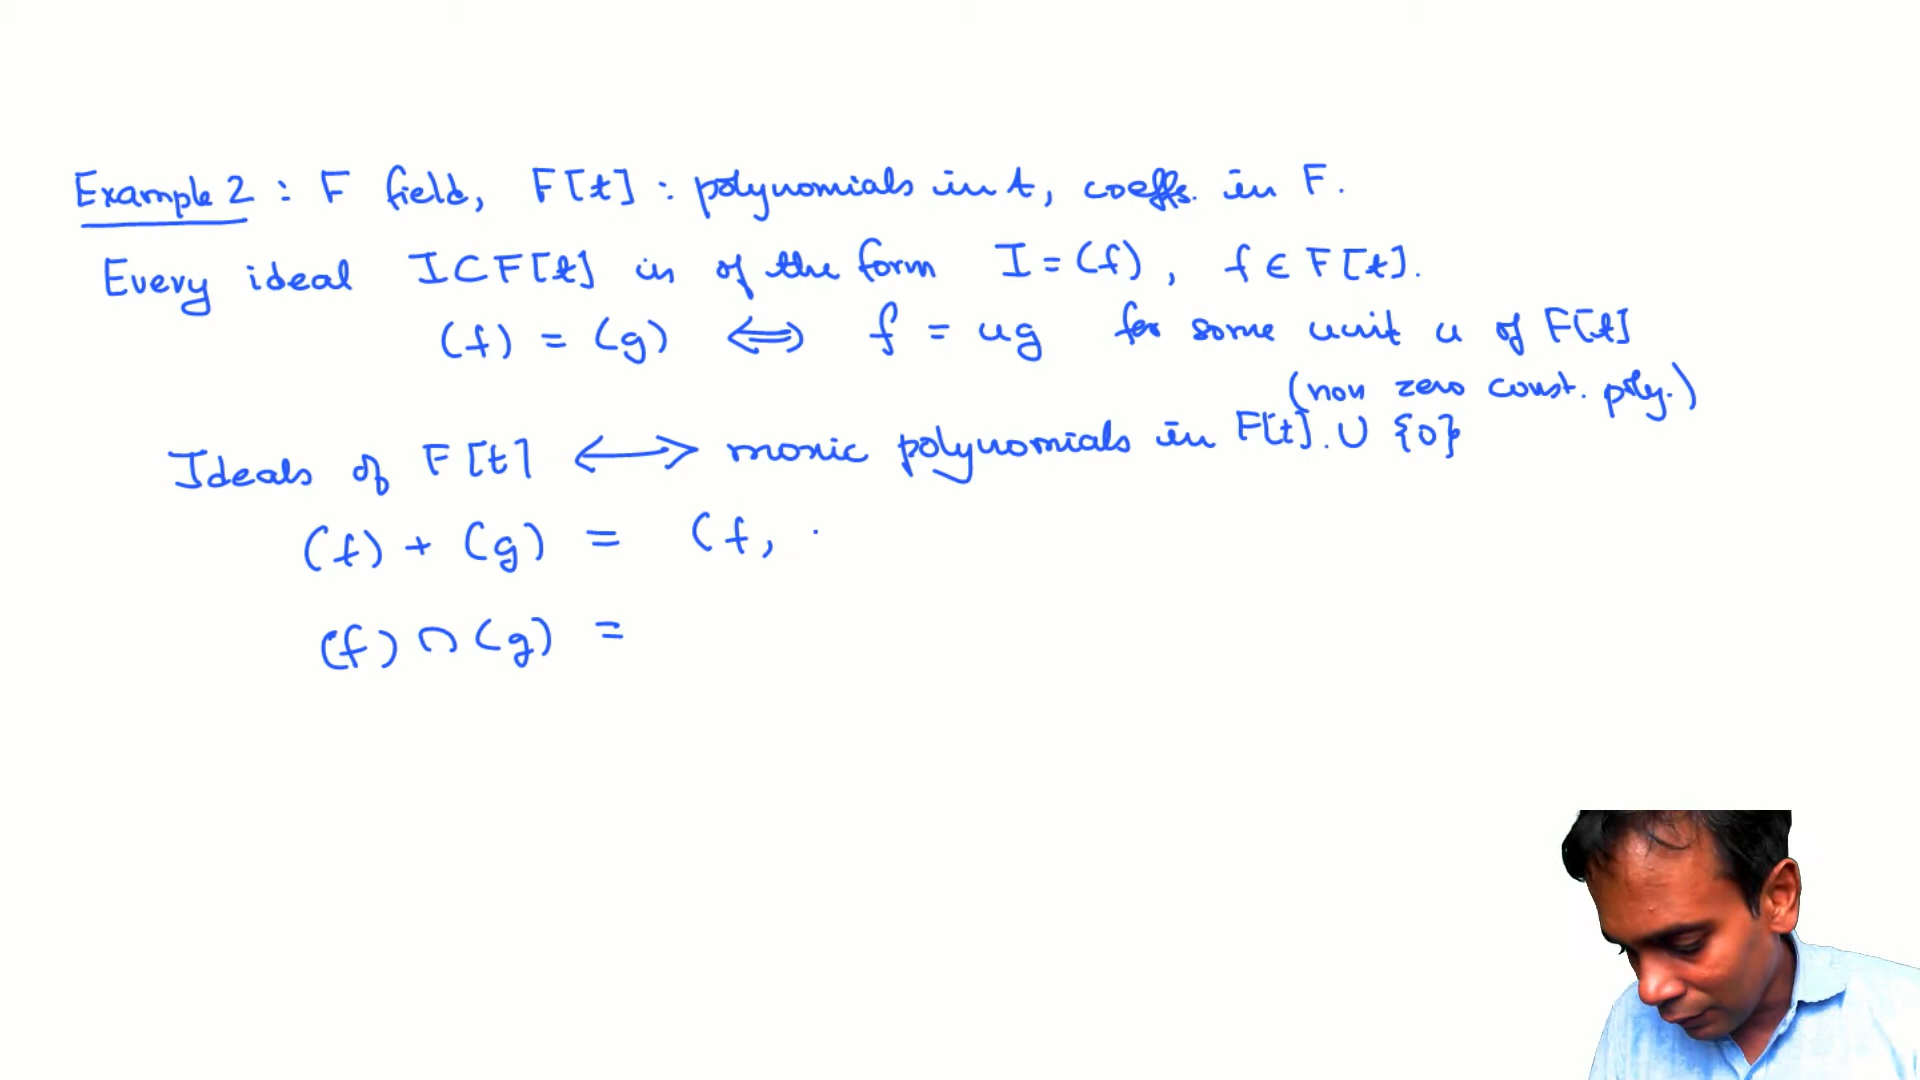 Example 2 : F field, F[t] : polynomials in t, coeffs. in F.
Every ideal I ⊂ F[t] is of the form I = (f), f ∈ F[t].
(f) = (g) ⟺ f = ug for some unit u of F[t]
(non zero const. poly.)
Ideals of F[t] ⟷ monic polynomials in F[t]. ∪ {0}
(f) + (g) = (f, ·
(f) ∩ (g) =